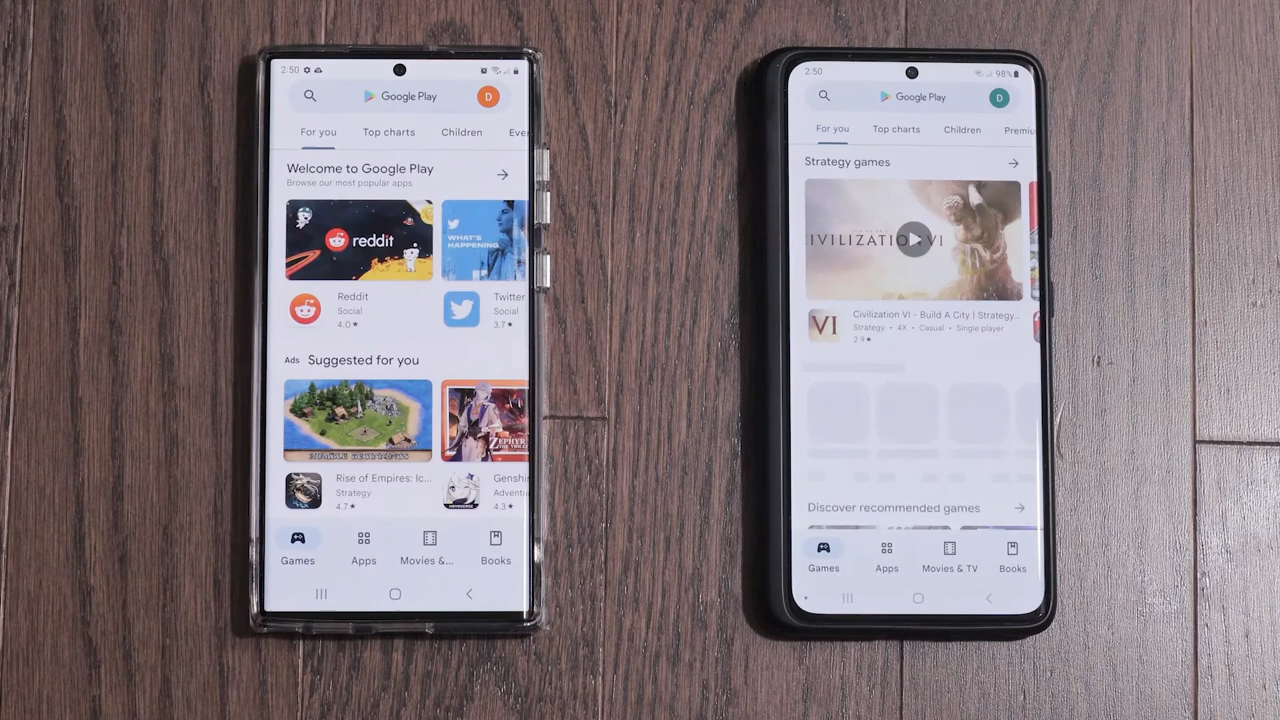 2:50
Google Play
D
For you Top charts Children Eve
Welcome to Google Play
Browse our most popular apps
reddit
WHAT'S
HAPPENING
Reddit
Social
4.0★
Twitter
Social
3.7★
Ads Suggested for you
ZEPHYR
Rise of Empires: Ic...
Strategy
4.7★
Genshi
Adventu
4.3★
Games Apps Movies &... Books
2:50 98%
Google Play
D
For you Top charts Children Premiu
Strategy games
IVILIZATION VI
VI
Civilization VI - Build A City | Strategy...
Strategy • 4X • Casual • Single player
2.9★
Discover recommended games
Games Apps Movies & TV Books